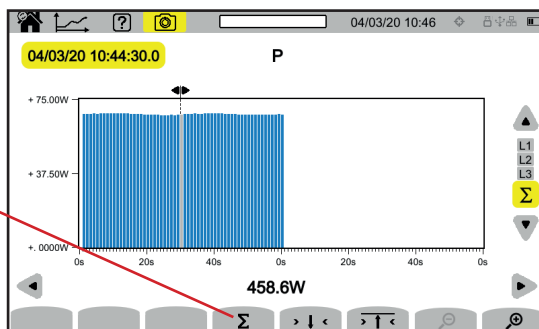 ? 04/03/20 10:46
04/03/20 10:44:30.0 P
+ 75.00W
+ 37.50W
+. 0000W
0s 20s 40s 0s 20s 40s 0s
L1
L2
L3
Σ
458.6W
Σ